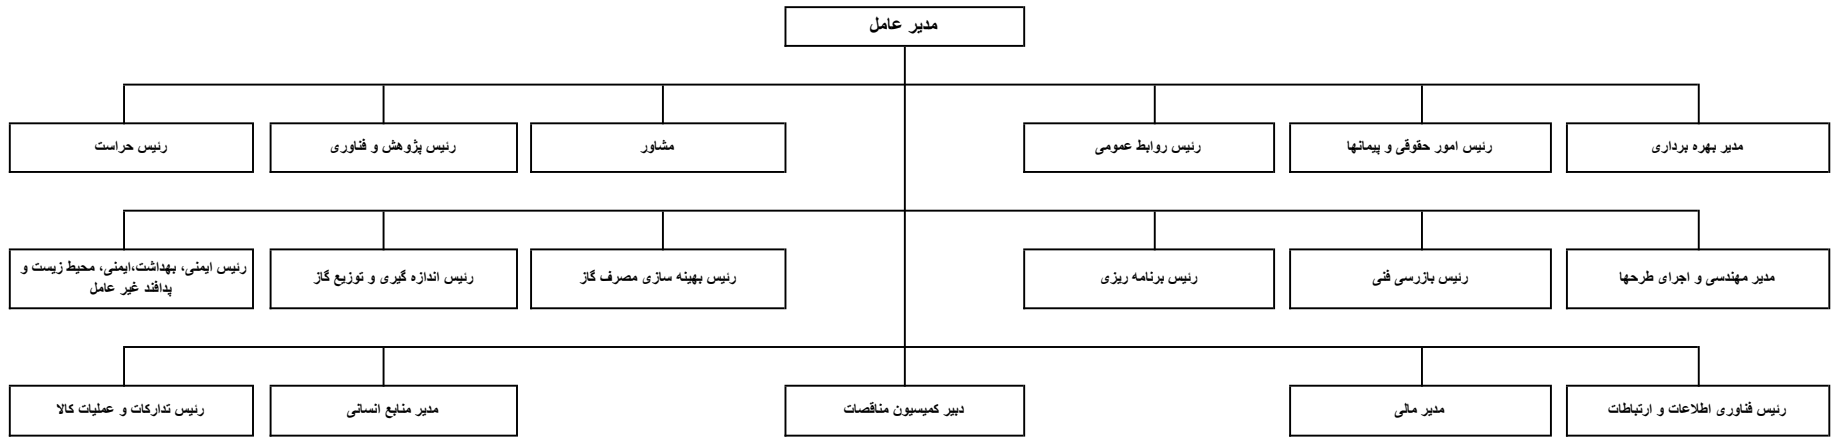 مدیر عامل
مدیر بهره برداری
رئیس امور حقوقی و پیمانها
رئیس روابط عمومی
مشاور
رئیس پژوهش و فناوری
رئیس حراست
مدیر مهندسی و اجرای طرحها
رئیس بازرسی فنی
رئیس برنامه ریزی
رئیس بهینه سازی مصرف گاز
رئیس اندازه گیری و توزیع گاز
رئیس ایمنی، بهداشت،ایمنی، محیط زیست و
پدافند غیر عامل
رئیس فناوری اطلاعات و ارتباطات
مدیر مالی
دبیر کمیسیون مناقصات
مدیر منابع انسانی
رئیس تدارکات و عملیات کالا